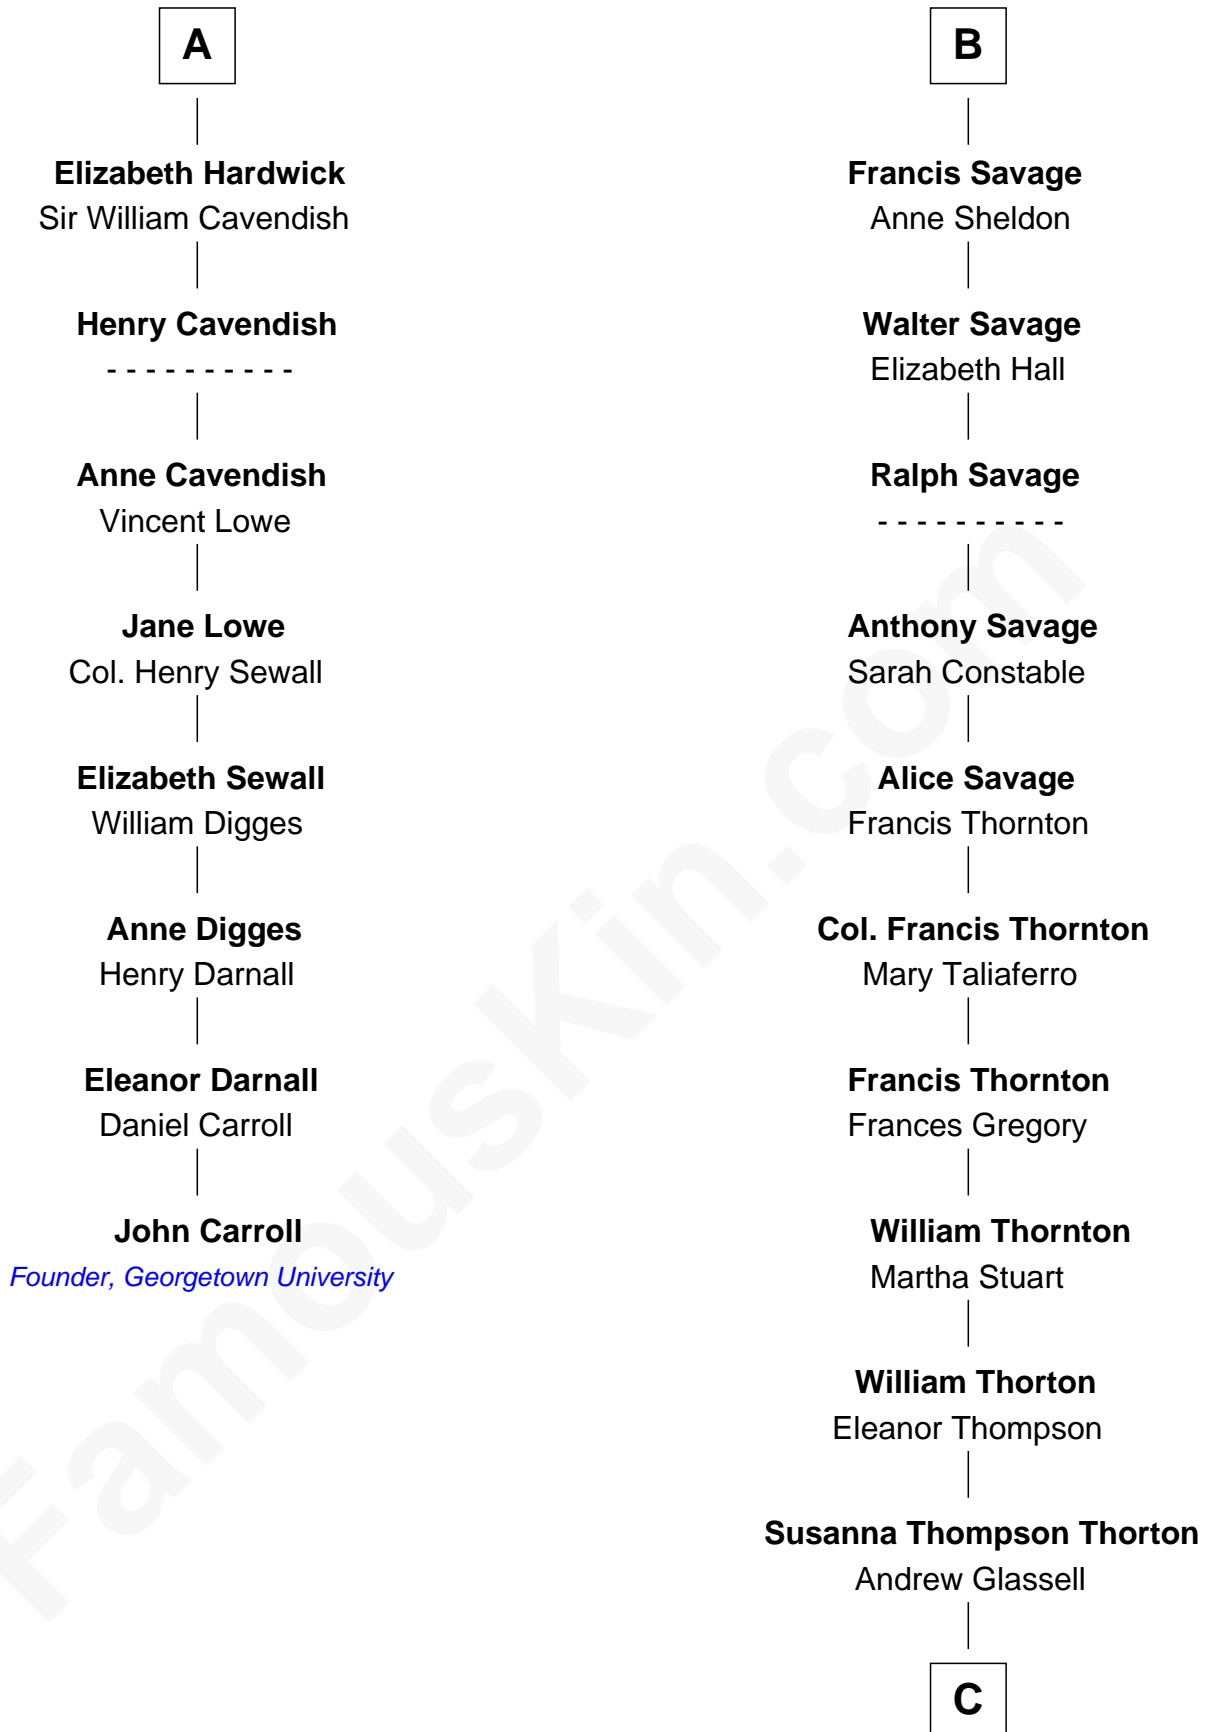 A
Elizabeth Hardwick
Sir William Cavendish
Henry Cavendish
- - - - - - - - - -
Anne Cavendish
Vincent Lowe
Jane Lowe
Col. Henry Sewall
Elizabeth Sewall
William Digges
Anne Digges
Henry Darnall
Eleanor Darnall
Daniel Carroll
John Carroll
Founder, Georgetown University
B
Francis Savage
Anne Sheldon
Walter Savage
Elizabeth Hall
Ralph Savage
- - - - - - - - - -
Anthony Savage
Sarah Constable
Alice Savage
Francis Thornton
Col. Francis Thornton
Mary Taliaferro
Francis Thornton
Frances Gregory
William Thornton
Martha Stuart
William Thorton
Eleanor Thompson
Susanna Thompson Thorton
Andrew Glassell
C
FamousKin.com